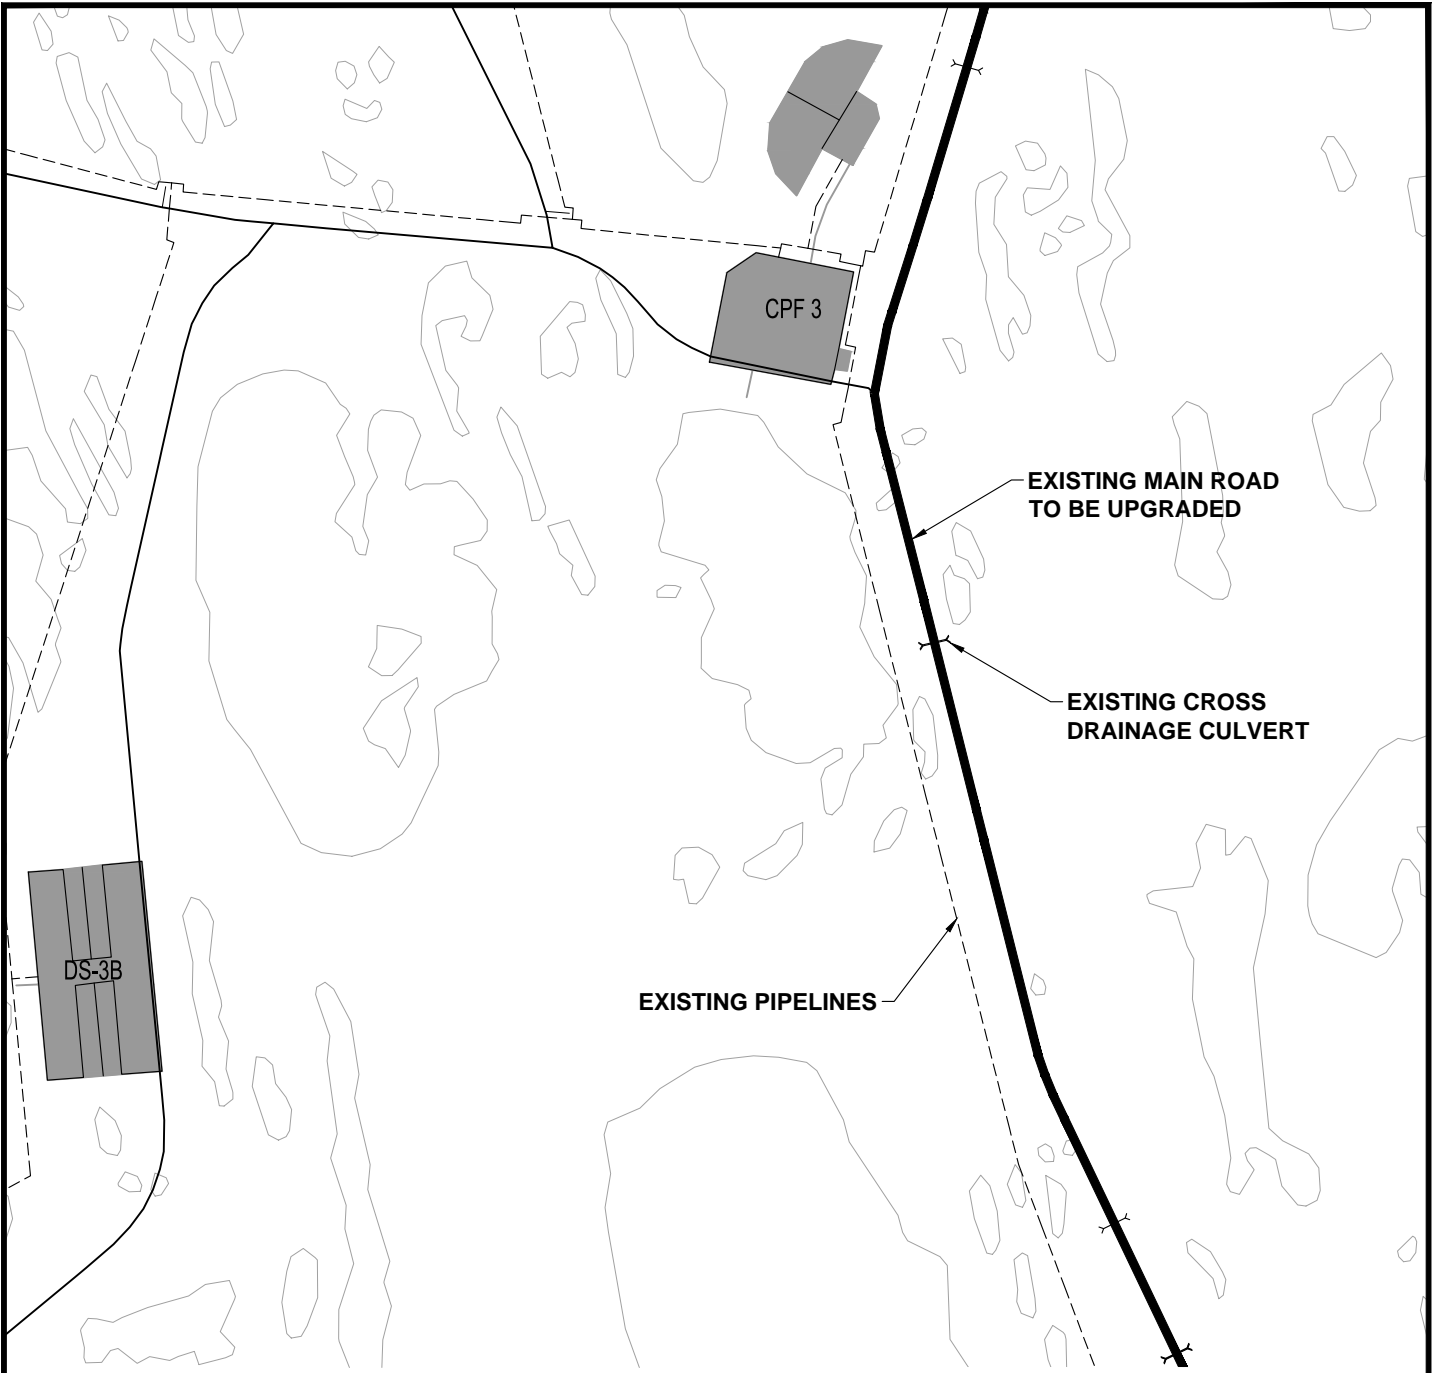 CPF 3
EXISTING MAIN ROAD
TO BE UPGRADED
EXISTING CROSS
DRAINAGE CULVERT
DS-3B
EXISTING PIPELINES